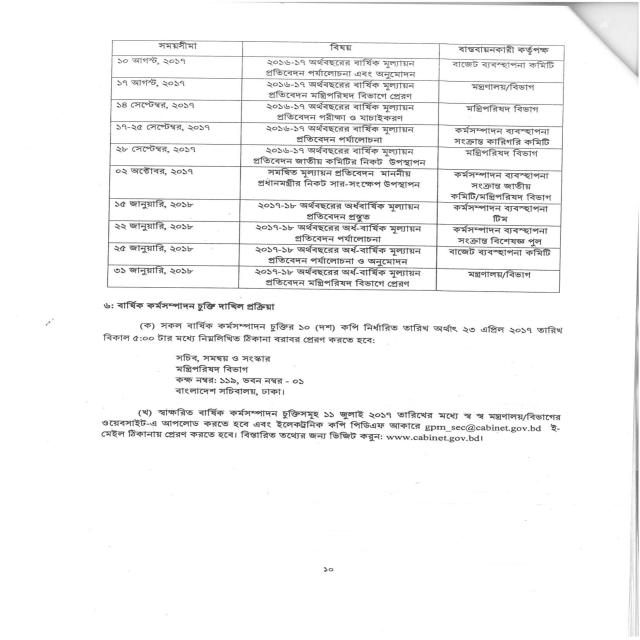 সময়সীমা বিষয় বাস্তবায়নকারী কর্তৃপক্ষ
১০ আগস্ট, ২০১৭ ২০১৬-১৭ অর্থবছরের বার্ষিক মূল্যায়ন বাজেট ব্যবস্থাপনা কমিটি
প্রতিবেদন পর্যালোচনা এবং অনুমোদন
১৭ আগস্ট, ২০১৭ ২০১৬-১৭ অর্থবছরের বার্ষিক মূল্যায়ন মন্ত্রণালয়/বিভাগ
প্রতিবেদন মন্ত্রিপরিষদ বিভাগে প্রেরণ
১৪ সেপ্টেম্বর, ২০১৭ ২০১৬-১৭ অর্থবছরের বার্ষিক মূল্যায়ন মন্ত্রিপরিষদ বিভাগ
প্রতিবেদন পরীক্ষা ও যাচাইকরণ
১৭-২৫ সেপ্টেম্বর, ২০১৭ ২০১৬-১৭ অর্থবছরের বার্ষিক মূল্যায়ন কর্মসম্পাদন ব্যবস্থাপনা
প্রতিবেদন পর্যালোচনা সংক্রান্ত কারিগরি কমিটি
২৮ সেপ্টেম্বর, ২০১৭ ২০১৬-১৭ অর্থবছরের বার্ষিক মূল্যায়ন মন্ত্রিপরিষদ বিভাগ
প্রতিবেদন জাতীয় কমিটির নিকট উপস্থাপন
০২ অক্টোবর, ২০১৭ সমন্বিত মূল্যায়ন প্রতিবেদন মাননীয় কর্মসম্পাদন ব্যবস্থাপনা
প্রধানমন্ত্রীর নিকট সার-সংক্ষেপ উপস্থাপন সংক্রান্ত জাতীয়
কমিটি/মন্ত্রিপরিষদ বিভাগ
১৫ জানুয়ারি, ২০১৮ ২০১৭-১৮ অর্থবছরের অর্ধবার্ষিক মূল্যায়ন কর্মসম্পাদন ব্যবস্থাপনা
প্রতিবেদন প্রস্তুত টিম
২২ জানুয়ারি, ২০১৮ ২০১৭-১৮ অর্থবছরের অর্ধ-বার্ষিক মূল্যায়ন কর্মসম্পাদন ব্যবস্থাপনা
প্রতিবেদন পর্যালোচনা সংক্রান্ত বিশেষজ্ঞ পুল
২৫ জানুয়ারি, ২০১৮ ২০১৭-১৮ অর্থবছরের অর্ধ-বার্ষিক মূল্যায়ন বাজেট ব্যবস্থাপনা কমিটি
প্রতিবেদন পর্যালোচনা ও অনুমোদন
৩১ জানুয়ারি, ২০১৮ ২০১৭-১৮ অর্থবছরের অর্ধ-বার্ষিক মূল্যায়ন মন্ত্রণালয়/বিভাগ
প্রতিবেদন মন্ত্রিপরিষদ বিভাগে প্রেরণ
৬: বার্ষিক কর্মসম্পাদন চুক্তি দাখিল প্রক্রিয়া
(ক) সকল বার্ষিক কর্মসম্পাদন চুক্তির ১০ (দশ) কপি নির্ধারিত তারিখ অর্থাৎ ২৩ এপ্রিল ২০১৭ তারিখ
বিকাল ৫:০০ টার মধ্যে নিম্নলিখিত ঠিকানা বরাবর প্রেরণ করতে হবে:
সচিব, সমন্বয় ও সংস্কার
মন্ত্রিপরিষদ বিভাগ
কক্ষ নম্বর: ১১৯, ভবন নম্বর - ০১
বাংলাদেশ সচিবালয়, ঢাকা।
(খ) স্বাক্ষরিত বার্ষিক কর্মসম্পাদন চুক্তিসমূহ ১১ জুলাই ২০১৭ তারিখের মধ্যে স্ব স্ব মন্ত্রণালয়/বিভাগের
ওয়েবসাইট-এ আপলোড করতে হবে এবং ইলেকট্রনিক কপি পিডিএফ আকারে gpm_sec@cabinet.gov.bd ই-
মেইল ঠিকানায় প্রেরণ করতে হবে। বিস্তারিত তথ্যের জন্য ভিজিট করুন: www.cabinet.gov.bd।
১০